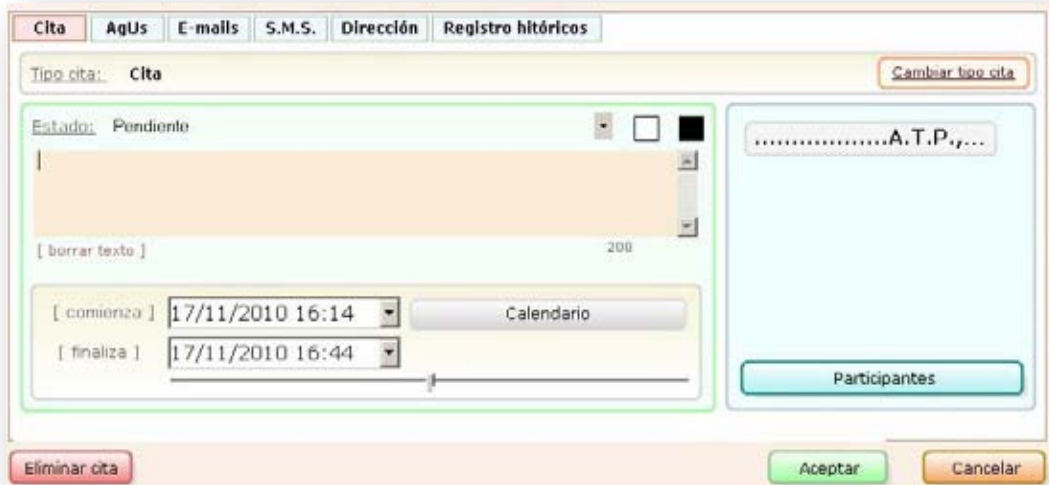 Cita AgUs E-mails S.M.S. Dirección Registro hitóricos
Tipo cita: Cita Cambiar tipo cita
Estado: Pendiente
..................A.T.P.,...
[ borrar texto ] 200
[ comienza ] 17/11/2010 16:14 Calendario
[ finaliza ] 17/11/2010 16:44
Participantes
Eliminar cita Aceptar Cancelar